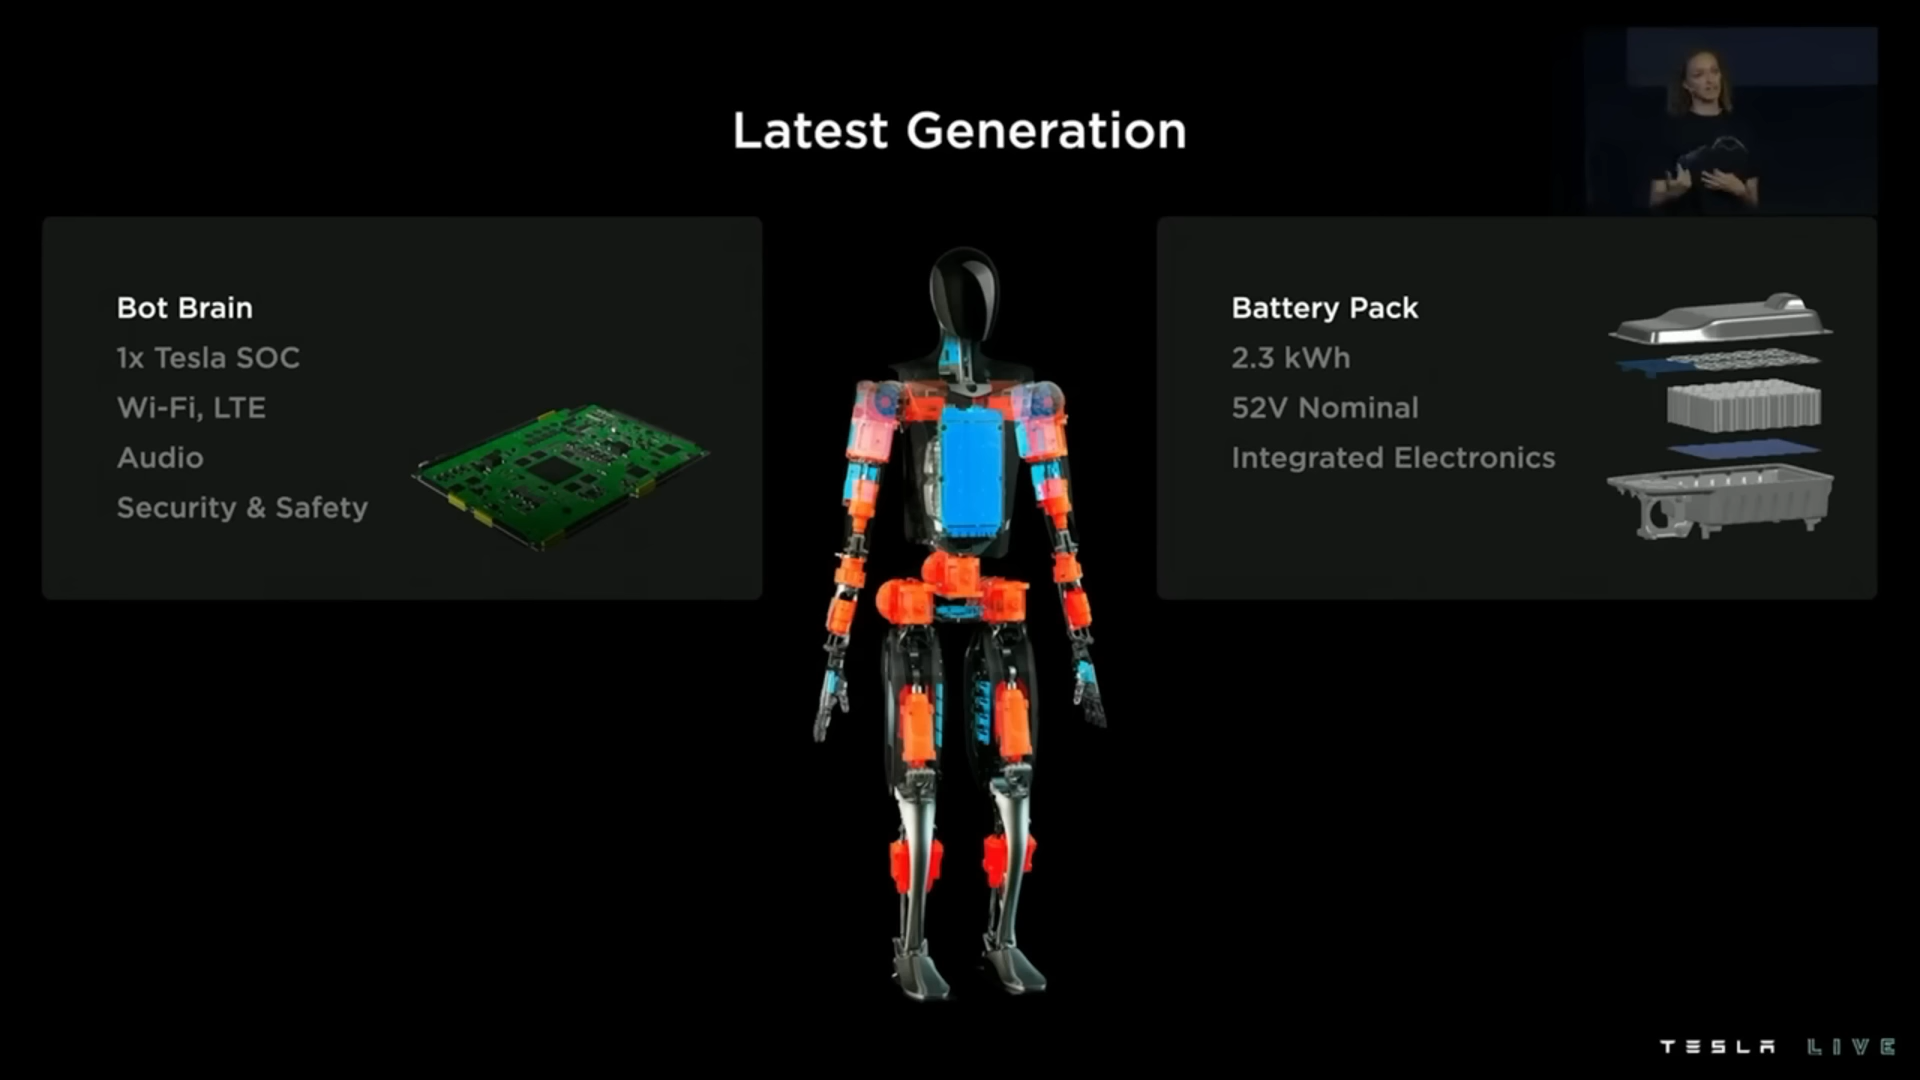 Latest Generation
Bot Brain
1x Tesla SOC
Wi-Fi, LTE
Audio
Security & Safety
Battery Pack
2.3 kWh
52V Nominal
Integrated Electronics
TESLA LIVE